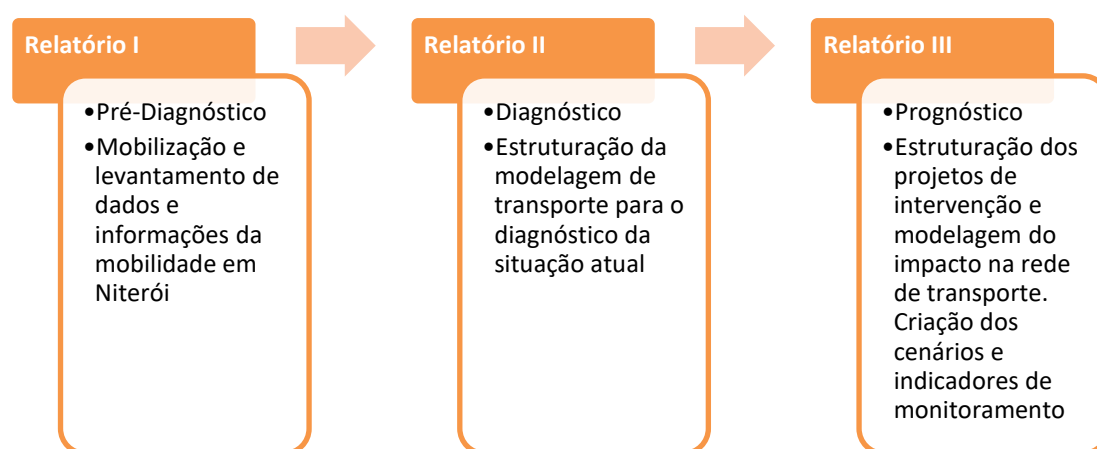 Relatório I
•Pré-Diagnóstico
•Mobilização e
levantamento de
dados e
informações da
mobilidade em
Niterói
Relatório II
•Diagnóstico
•Estruturação da
modelagem de
transporte para o
diagnóstico da
situação atual
Relatório III
•Prognóstico
•Estruturação dos
projetos de
intervenção e
modelagem do
impacto na rede
de transporte.
Criação dos
cenários e
indicadores de
monitoramento